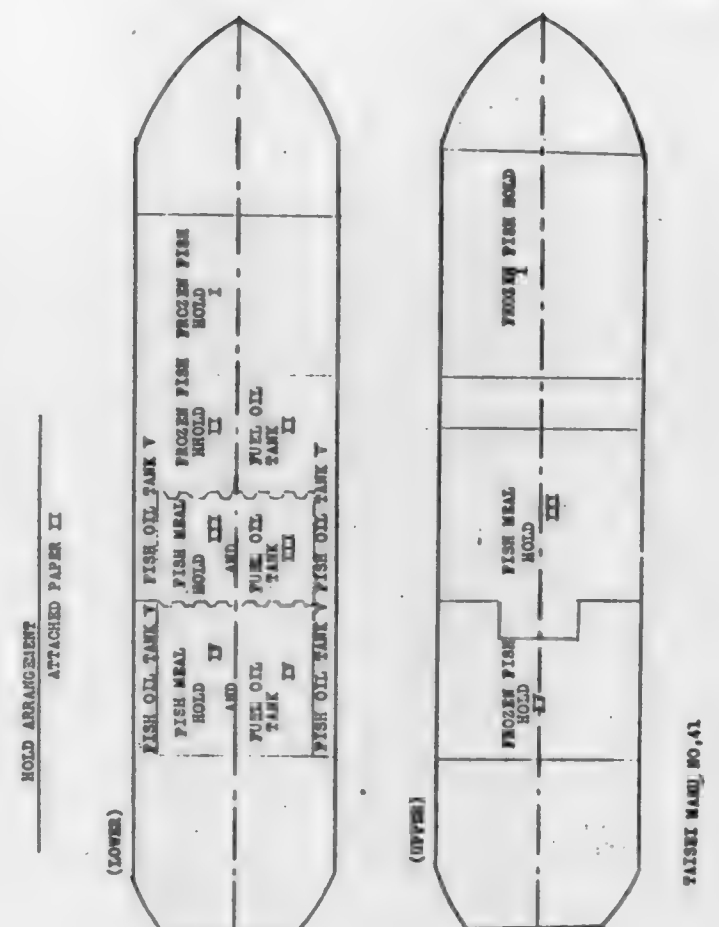 HOLD ARRANGEMENT
ATTACHED PAPER II
(LOWER)
FISH OIL TANK V
FISH OIL TANK V
FISH MEAL
HOLD IV
AND
FUEL OIL
TANK IV
FISH OIL TANK V
FISH MEAL
HOLD III
AND
FUEL OIL
TANK III
FISH OIL TANK V
FROZEN FISH
HHOLD
II
FUEL OIL
TANK
II
FROZEN FISH
HOLD
I
(UPPER)
FROZEN FISH
HOLD
IV
FISH MEAL
HOLD
III
FROZEN FISH HOLD
I
TAISEI MARU NO,41